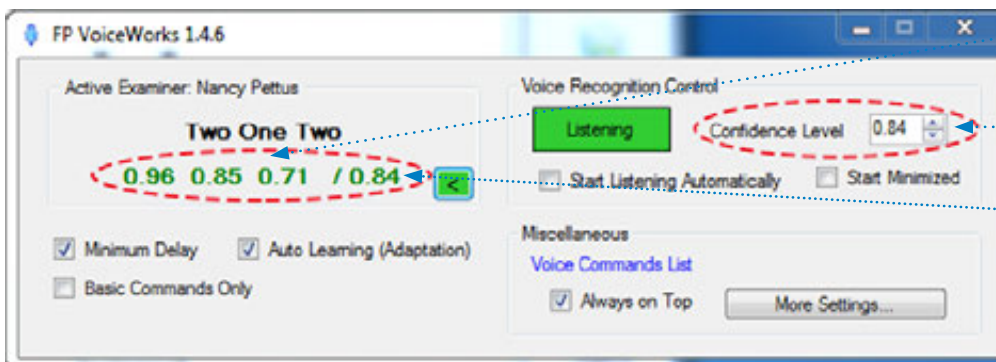 FP VoiceWorks 1.4.6
Active Examiner: Nancy Pettus
Two One Two
0.96 0.85 0.71 / 0.84 <
Minimum Delay Auto Learning (Adaptation)
Basic Commands Only
Voice Recognition Control
Listening Confidence Level 0.84
Start Listening Automatically Start Minimized
Miscellaneous
Voice Commands List
Always on Top More Settings...